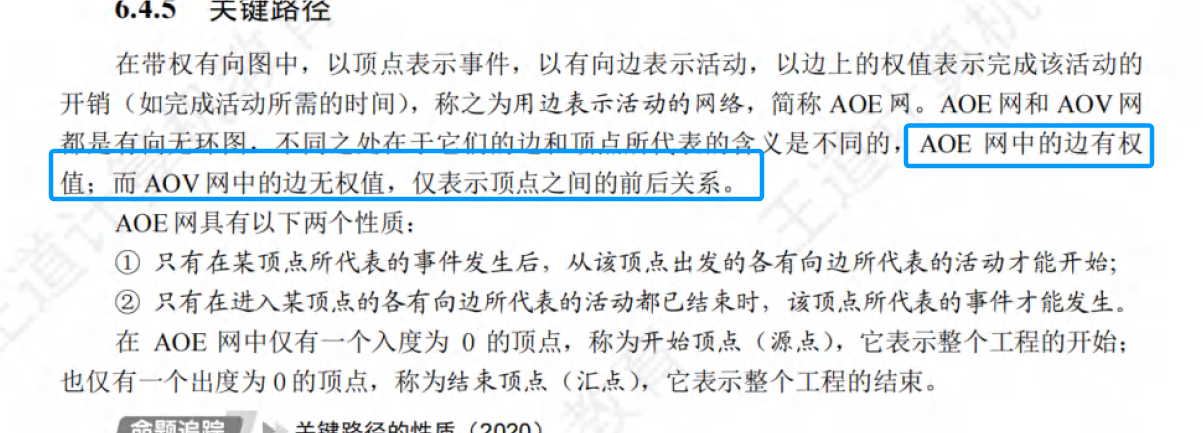 6.4.5 关键路径
在带权有向图中，以顶点表示事件，以有向边表示活动，以边上的权值表示完成该活动的
开销（如完成活动所需的时间），称之为用边表示活动的网络，简称 AOE 网。AOE 网和 AOV 网
都是有向无环图，不同之处在于它们的边和顶点所代表的含义是不同的，AOE 网中的边有权
值；而 AOV 网中的边无权值，仅表示顶点之间的前后关系。
AOE 网具有以下两个性质：
① 只有在某顶点所代表的事件发生后，从该顶点出发的各有向边所代表的活动才能开始；
② 只有在进入某顶点的各有向边所代表的活动都已结束时，该顶点所代表的事件才能发生。
在 AOE 网中仅有一个入度为 0 的顶点，称为开始顶点（源点），它表示整个工程的开始；
也仅有一个出度为 0 的顶点，称为结束顶点（汇点），它表示整个工程的结束。
命题追踪 关键路径的性质（2020）